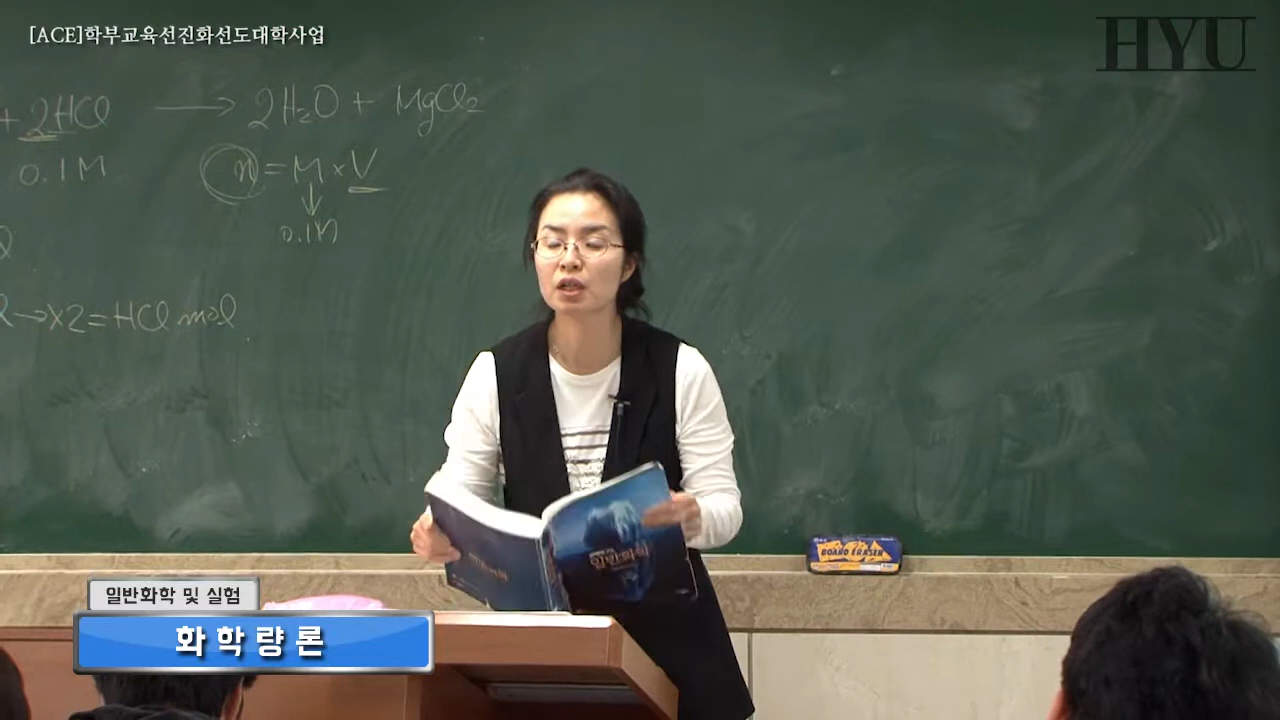 [ACE]학부교육선진화선도대학사업
HYU
+ 2HCl → 2H₂O + MgCl₂
0.1M
n = M × V
↓
0.1M
→ ×2 = HCl mol
일반화학
BOARD ERASER
일반화학 및 실험
화학량론